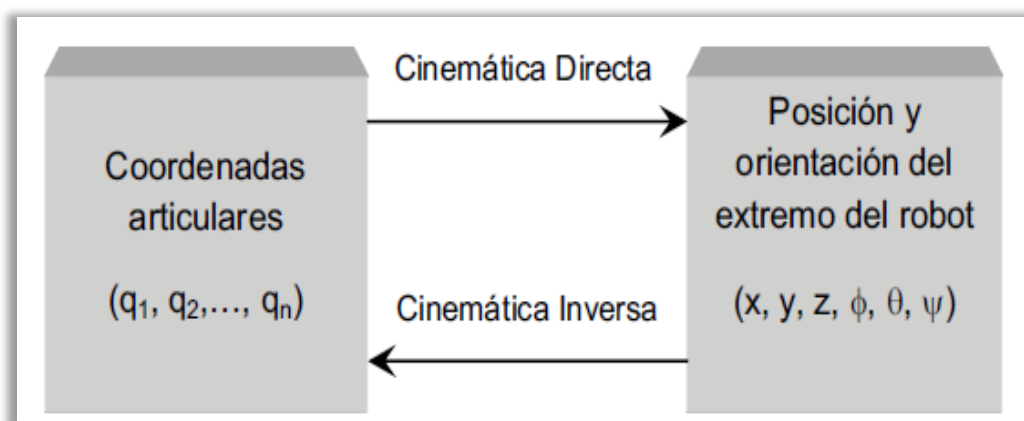 Coordenadas
articulares
(q₁, q₂,..., qₙ)
Cinemática Directa
Cinemática Inversa
Posición y
orientación del
extremo del robot
(x, y, z, ϕ, θ, ψ)